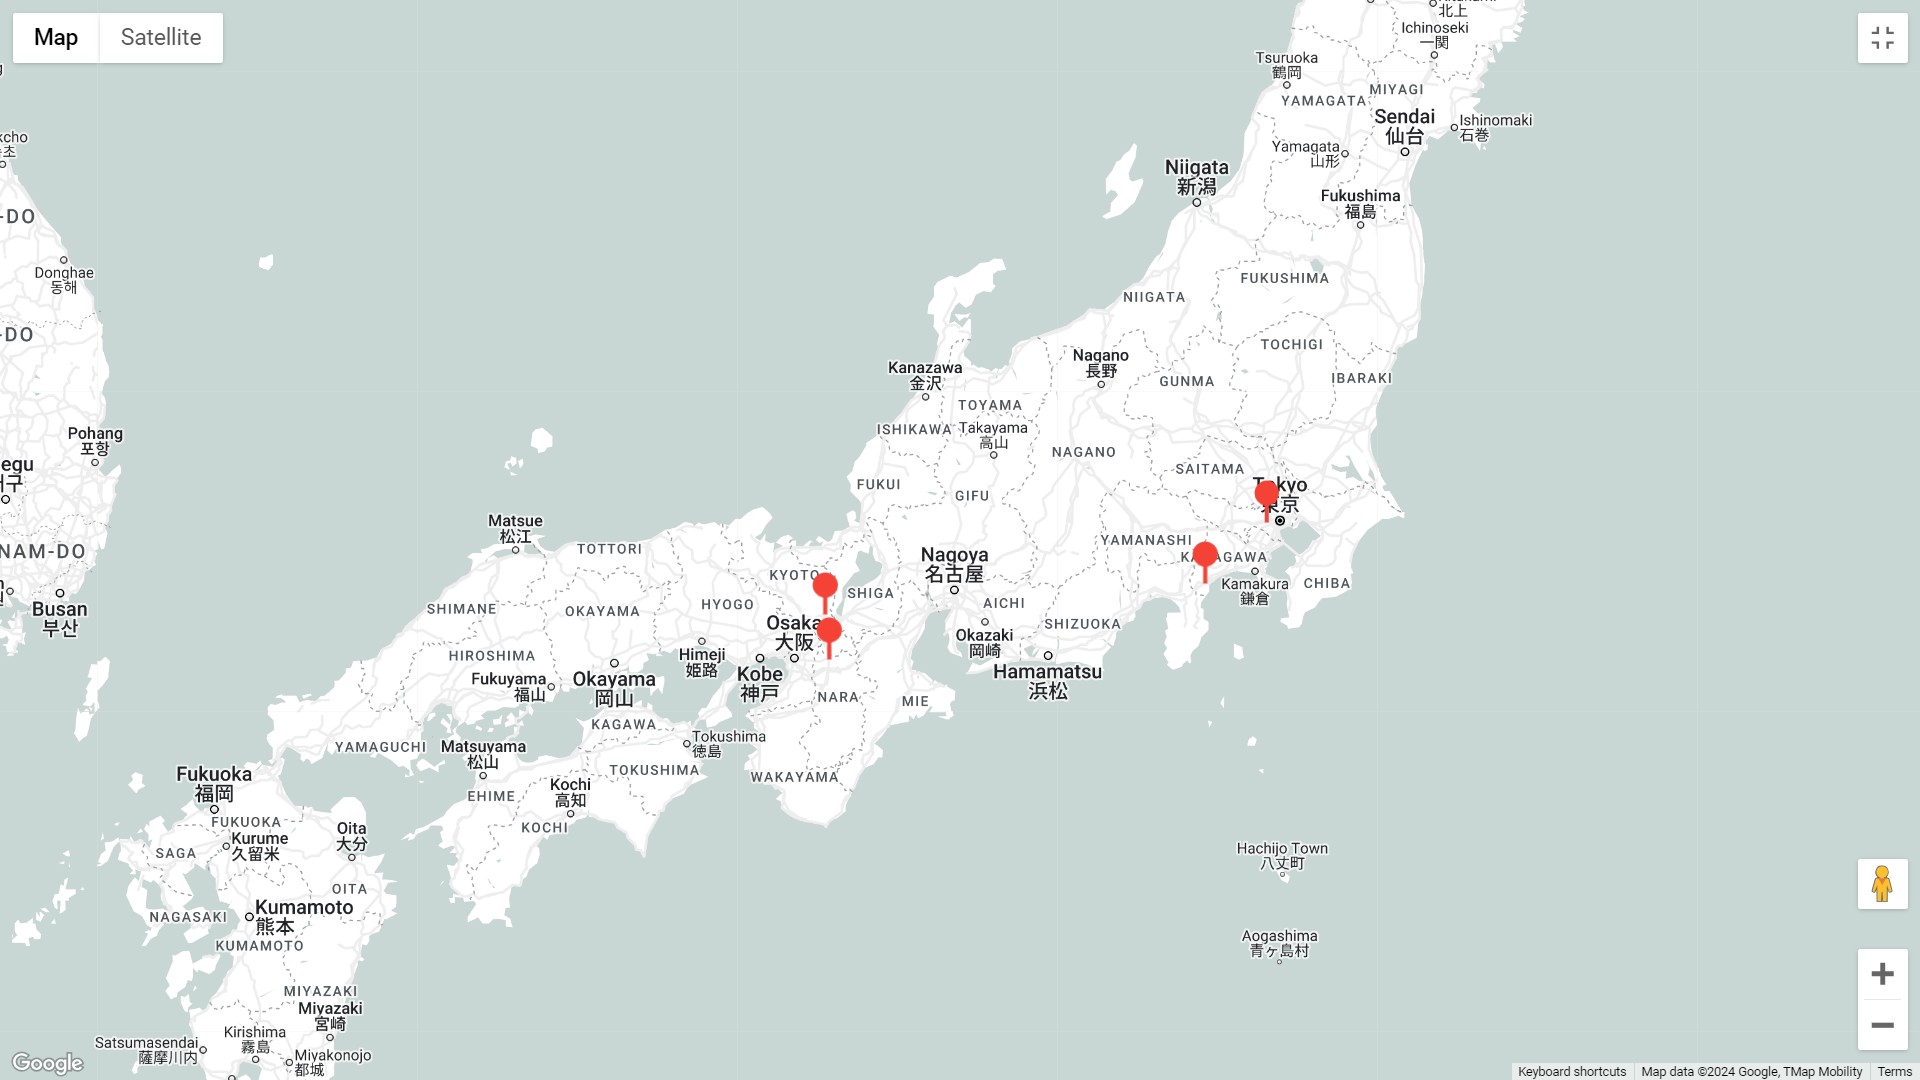 Map
Satellite
北上
Ichinoseki
一関
Tsuruoka
鶴岡
MIYAGI
YAMAGATA
Sendai
仙台
Ishinomaki
石巻
Yamagata
山形
Niigata
新潟
Fukushima
福島
-DO
Donghae
동해
FUKUSHIMA
NIIGATA
-DO
TOCHIGI
Nagano
長野
Kanazawa
金沢
GUNMA
IBARAKI
TOYAMA
ISHIKAWA
Takayama
高山
Pohang
포항
NAGANO
SAITAMA
FUKUI
GIFU
Tokyo
東京
Matsue
松江
TOTTORI
YAMANASHI
NAM-DO
Nagoya
名古屋
KANAGAWA
KYOTO
SHIGA
Kamakura
鎌倉
CHIBA
Busan
부산
SHIMANE
OKAYAMA
HYOGO
AICHI
SHIZUOKA
Osaka
大阪
Okazaki
岡崎
HIROSHIMA
Himeji
姫路
Fukuyama
福山
Okayama
岡山
Kobe
神戸
Hamamatsu
浜松
NARA
MIE
KAGAWA
YAMAGUCHI
Matsuyama
松山
Tokushima
徳島
TOKUSHIMA
WAKAYAMA
Fukuoka
福岡
Kochi
高知
EHIME
FUKUOKA
KOCHI
Oita
大分
Kurume
久留米
SAGA
Hachijo Town
八丈町
OITA
NAGASAKI
Kumamoto
熊本
KUMAMOTO
Aogashima
青ヶ島村
MIYAZAKI
Miyazaki
宮崎
Kirishima
霧島
Satsumasendai
薩摩川内
Miyakonojo
都城
Google
Keyboard shortcuts
Map data ©2024 Google, TMap Mobility
Terms